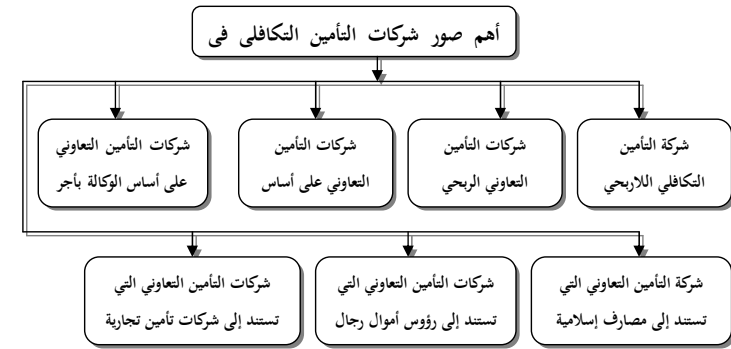 أهم صور شركات التأمين التكافلى فى
شركة التأمين
التكافلي اللاربحي
شركات التأمين
التعاوني الربحي
شركات التأمين
التعاوني على أساس
شركات التأمين التعاوني
على أساس الوكالة بأجر
شركة التأمين التعاوني التي
تستند إلى مصارف إسلامية
شركات التأمين التعاوني التي
تستند إلى رؤوس أموال رجال
شركات التأمين التعاوني التي
تستند إلى شركات تأمين تجارية